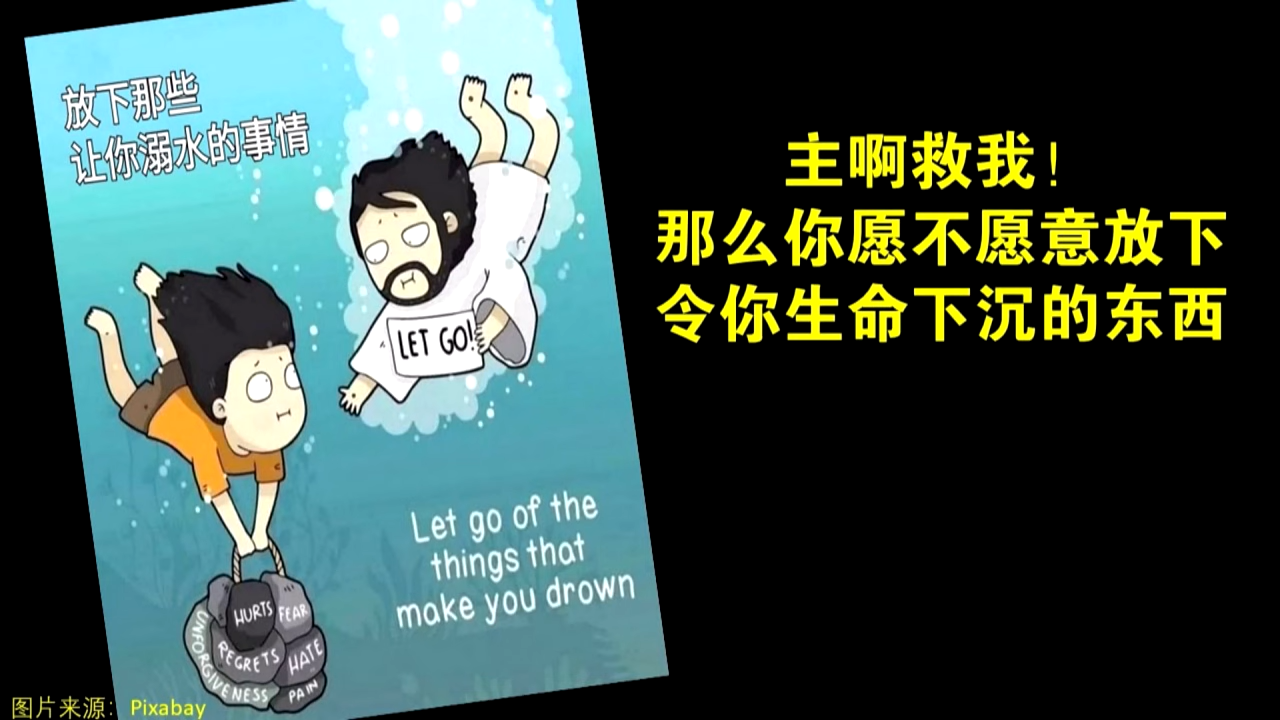 放下那些
让你溺水的事情
LET GO!
HURTS
FEAR
UNFORGIVENESS
REGRETS
HATE
PAIN
Let go of the
things that
make you drown
主啊救我！
那么你愿不愿意放下
令你生命下沉的东西
图片来源：Pixabay